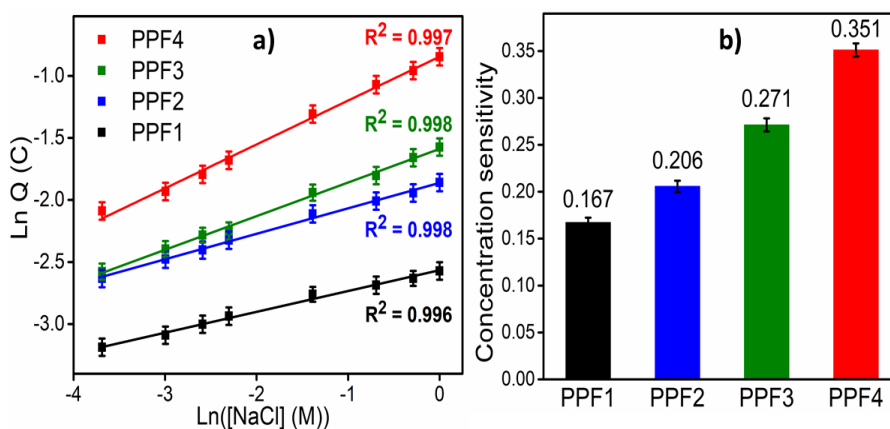 a)
PPF4
PPF3
PPF2
PPF1
R² = 0.997
R² = 0.998
R² = 0.998
R² = 0.996
-1.0
-1.5
-2.0
-2.5
-3.0
Ln Q (C)
-4 -3 -2 -1 0
Ln([NaCl] (M))
b)
0.35
0.30
0.25
0.20
0.15
0.10
0.05
0.00
Concentration sensitivity
0.167
0.206
0.271
0.351
PPF1 PPF2 PPF3 PPF4